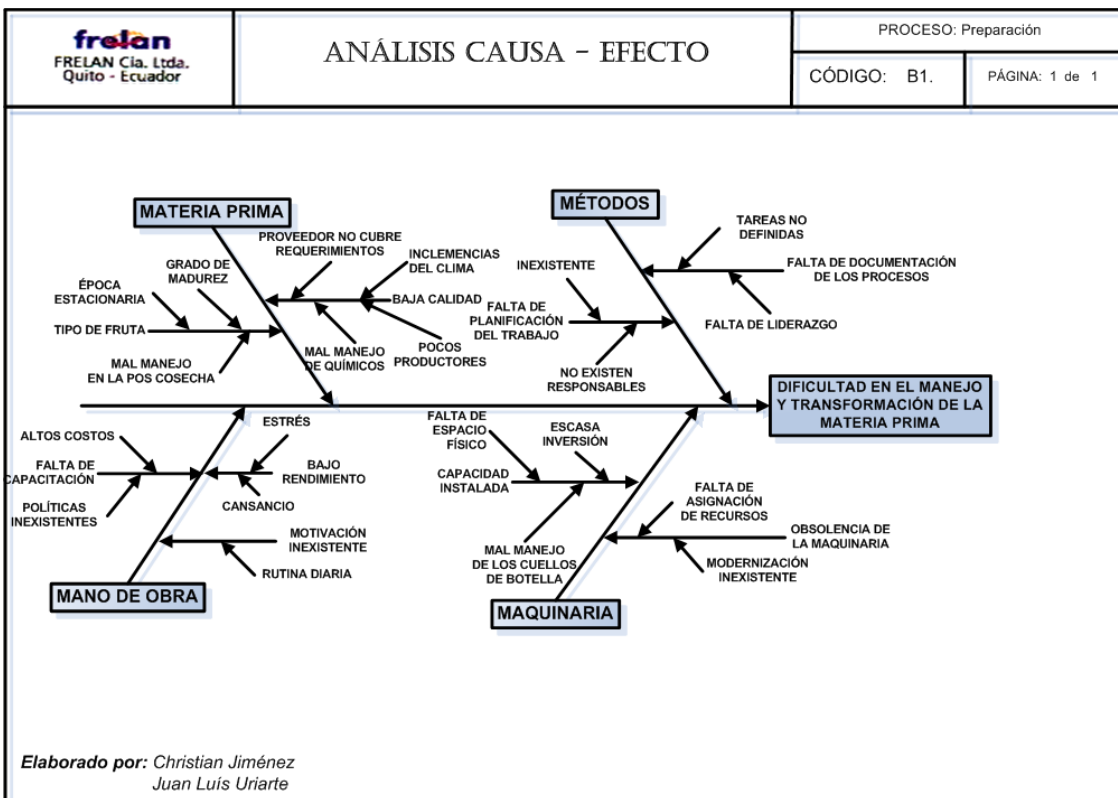 frelan
FRELAN Cia. Ltda.
Quito - Ecuador
ANÁLISIS CAUSA - EFECTO
PROCESO: Preparación
CÓDIGO: B1.
PÁGINA: 1 de 1
MATERIA PRIMA
PROVEEDOR NO CUBRE
REQUERIMIENTOS
INCLEMENCIAS
DEL CLIMA
GRADO DE
MADUREZ
ÉPOCA
ESTACIONARIA
BAJA CALIDAD
TIPO DE FRUTA
MAL MANEJO
EN LA POS COSECHA
MAL MANEJO
DE QUÍMICOS
POCOS
PRODUCTORES
MÉTODOS
TAREAS NO
DEFINIDAS
INEXISTENTE
FALTA DE DOCUMENTACIÓN
DE LOS PROCESOS
FALTA DE
PLANIFICACIÓN
DEL TRABAJO
FALTA DE LIDERAZGO
NO EXISTEN
RESPONSABLES
DIFICULTAD EN EL MANEJO
Y TRANSFORMACIÓN DE LA
MATERIA PRIMA
ALTOS COSTOS
ESTRÉS
FALTA DE
CAPACITACIÓN
BAJO
RENDIMIENTO
POLÍTICAS
INEXISTENTES
CANSANCIO
MOTIVACIÓN
INEXISTENTE
RUTINA DIARIA
MANO DE OBRA
FALTA DE
ESPACIO
FÍSICO
ESCASA
INVERSIÓN
CAPACIDAD
INSTALADA
FALTA DE
ASIGNACIÓN
DE RECURSOS
OBSOLENCIA DE
LA MAQUINARIA
MAL MANEJO
DE LOS CUELLOS
DE BOTELLA
MODERNIZACIÓN
INEXISTENTE
MAQUINARIA
Elaborado por: Christian Jiménez
Juan Luís Uriarte